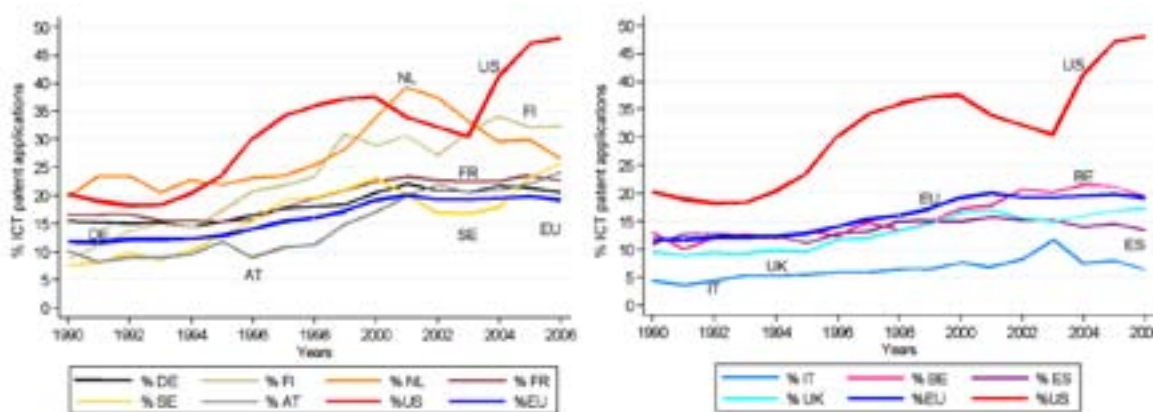 50
45
40
35
30
25
20
15
10
5
0
% ICT patent applications
US
NL
FI
FR
DE
SE
EU
AT
1990 1992 1994 1996 1998 2000 2002 2004 2006
Years
% DE % FI % NL % FR
% SE % AT %US %EU
50
45
40
35
30
25
20
15
10
5
0
% ICT patent applications
US
BE
EU
UK
ES
IT
1990 1992 1994 1996 1998 2000 2002 2004 200
Years
% IT % BE % ES
% UK %EU %US